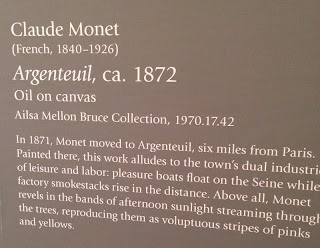 Claude Monet
(French, 1840–1926)
Argenteuil, ca. 1872
Oil on canvas
Ailsa Mellon Bruce Collection, 1970.17.42
In 1871, Monet moved to Argenteuil, six miles from Paris.
Painted there, this work alludes to the town's dual industri
of leisure and labor: pleasure boats float on the Seine while
factory smokestacks rise in the distance. Above all, Monet
revels in the bands of afternoon sunlight streaming through
the trees, reproducing them as voluptuous stripes of pinks
and yellows.